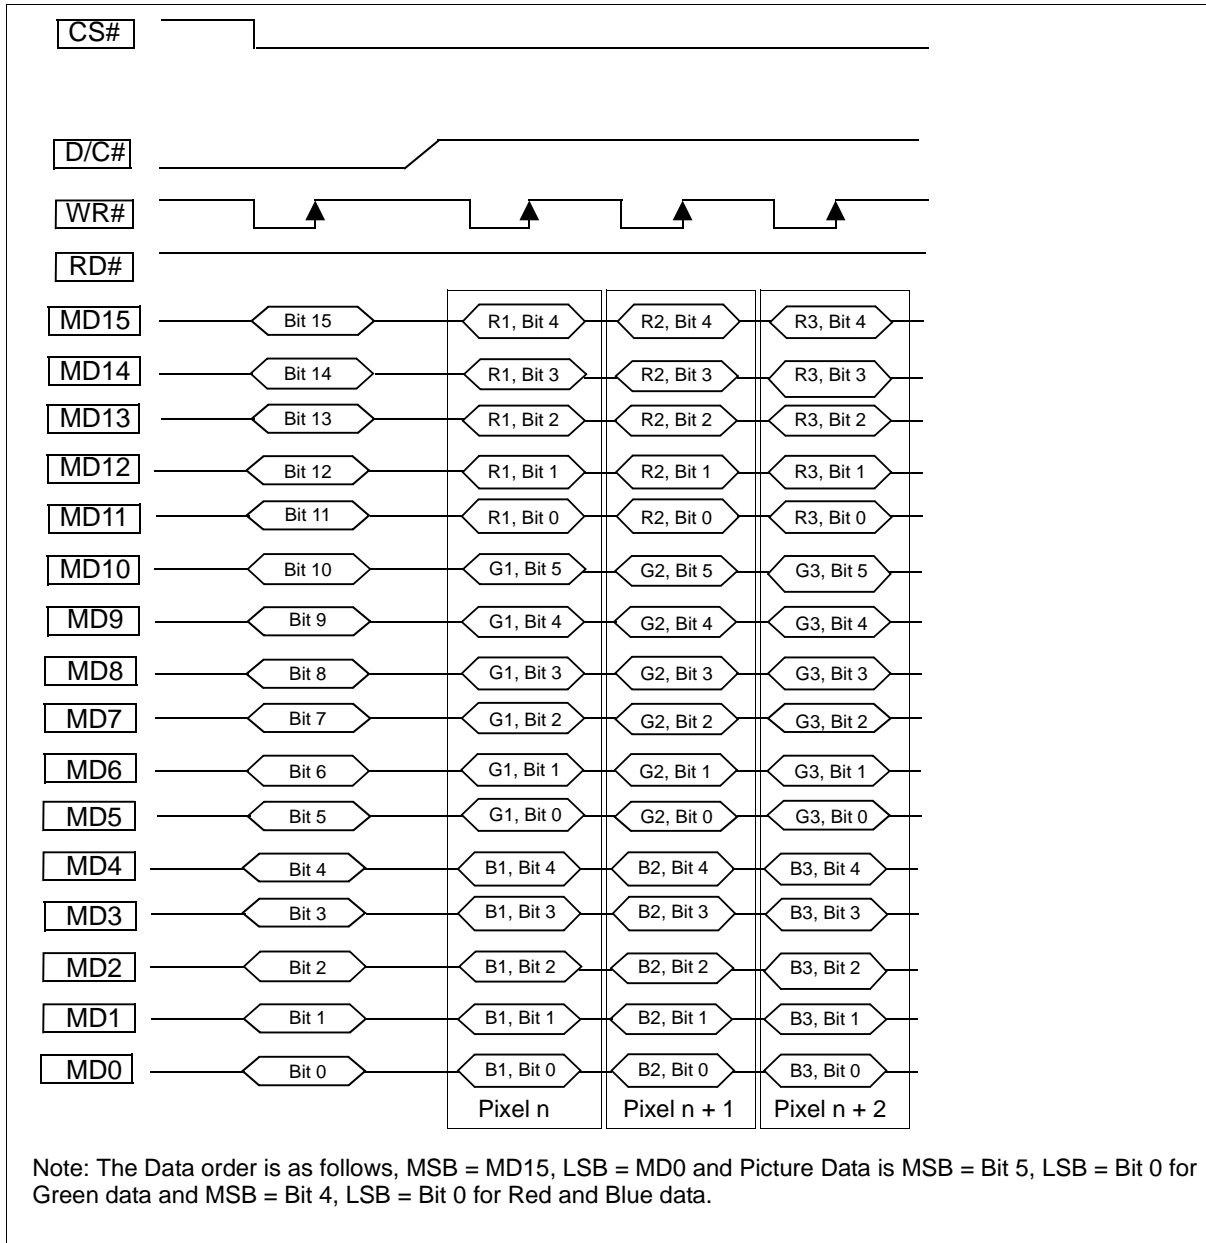 CS#
D/C#
WR#
RD#
MD15 Bit 15 R1, Bit 4 R2, Bit 4 R3, Bit 4
MD14 Bit 14 R1, Bit 3 R2, Bit 3 R3, Bit 3
MD13 Bit 13 R1, Bit 2 R2, Bit 2 R3, Bit 2
MD12 Bit 12 R1, Bit 1 R2, Bit 1 R3, Bit 1
MD11 Bit 11 R1, Bit 0 R2, Bit 0 R3, Bit 0
MD10 Bit 10 G1, Bit 5 G2, Bit 5 G3, Bit 5
MD9 Bit 9 G1, Bit 4 G2, Bit 4 G3, Bit 4
MD8 Bit 8 G1, Bit 3 G2, Bit 3 G3, Bit 3
MD7 Bit 7 G1, Bit 2 G2, Bit 2 G3, Bit 2
MD6 Bit 6 G1, Bit 1 G2, Bit 1 G3, Bit 1
MD5 Bit 5 G1, Bit 0 G2, Bit 0 G3, Bit 0
MD4 Bit 4 B1, Bit 4 B2, Bit 4 B3, Bit 4
MD3 Bit 3 B1, Bit 3 B2, Bit 3 B3, Bit 3
MD2 Bit 2 B1, Bit 2 B2, Bit 2 B3, Bit 2
MD1 Bit 1 B1, Bit 1 B2, Bit 1 B3, Bit 1
MD0 Bit 0 B1, Bit 0 B2, Bit 0 B3, Bit 0
Pixel n Pixel n + 1 Pixel n + 2
Note: The Data order is as follows, MSB = MD15, LSB = MD0 and Picture Data is MSB = Bit 5, LSB = Bit 0 for
Green data and MSB = Bit 4, LSB = Bit 0 for Red and Blue data.